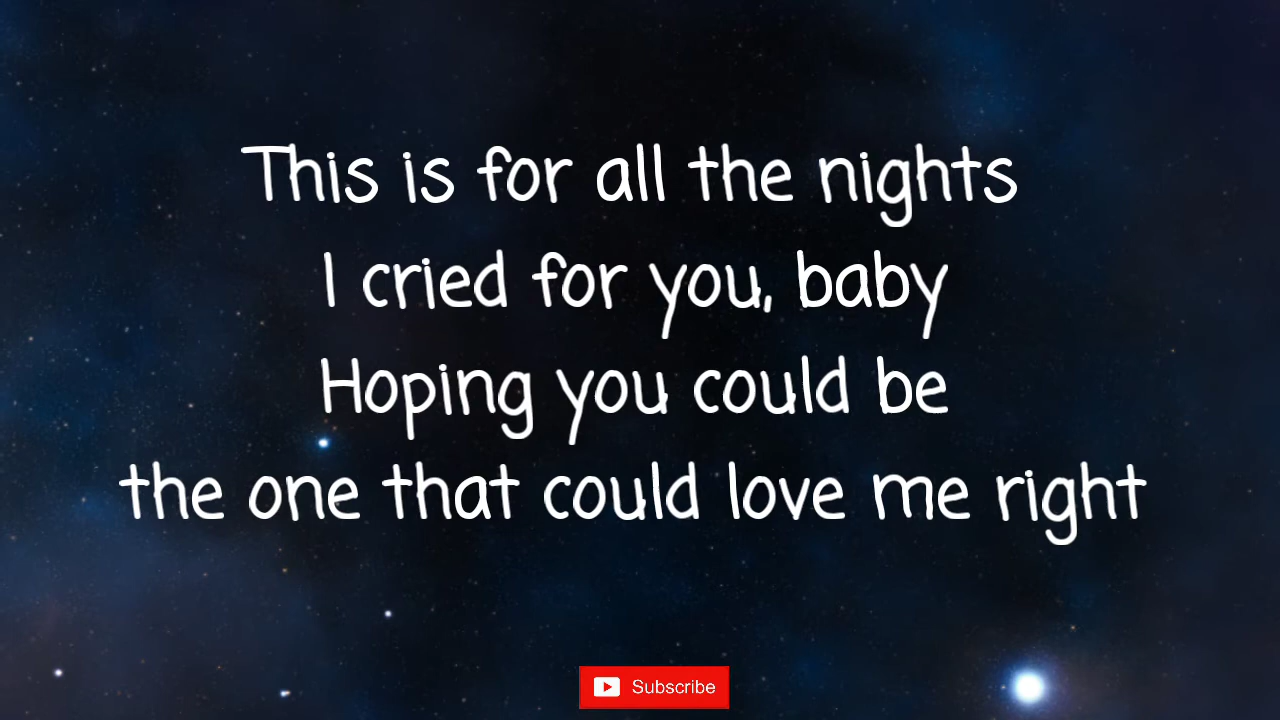 This is for all the nights
I cried for you, baby
Hoping you could be
the one that could love me right
Subscribe